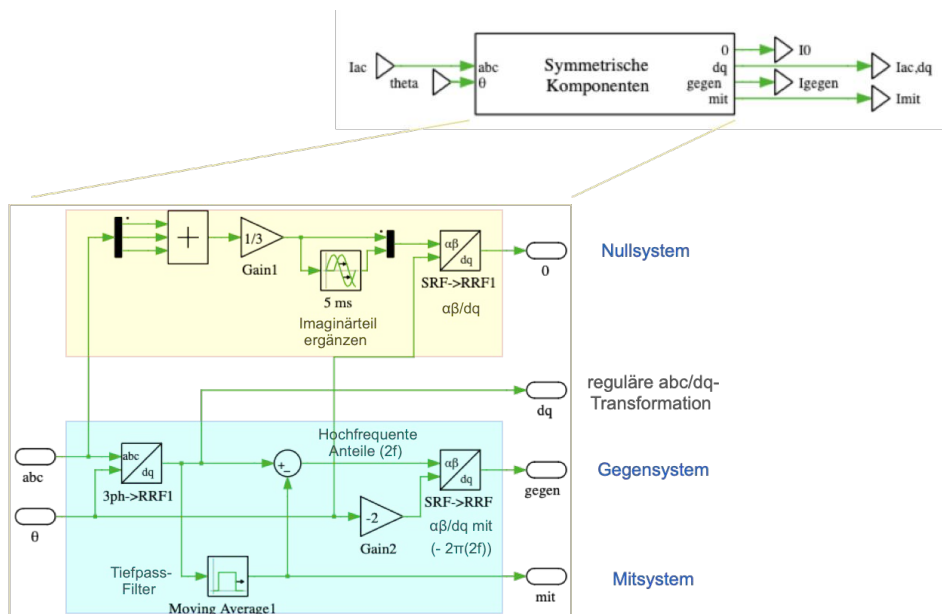 Iac
theta
abc
θ
Symmetrische
Komponenten
0
dq
gegen
mit
I0
Iac,dq
Igegen
Imit
+
1/3
Gain1
5 ms
Imaginärteil
ergänzen
αβ
dq
SRF->RRF1
αβ/dq
0
Nullsystem
dq
reguläre abc/dq-
Transformation
abc
θ
abc
dq
3ph->RRF1
Hochfrequente
Anteile (2f)
+
−
-2
Gain2
αβ
dq
SRF->RRF
αβ/dq mit
(- 2π(2f))
gegen
Gegensystem
Tiefpass-
Filter
Moving Average1
mit
Mitsystem